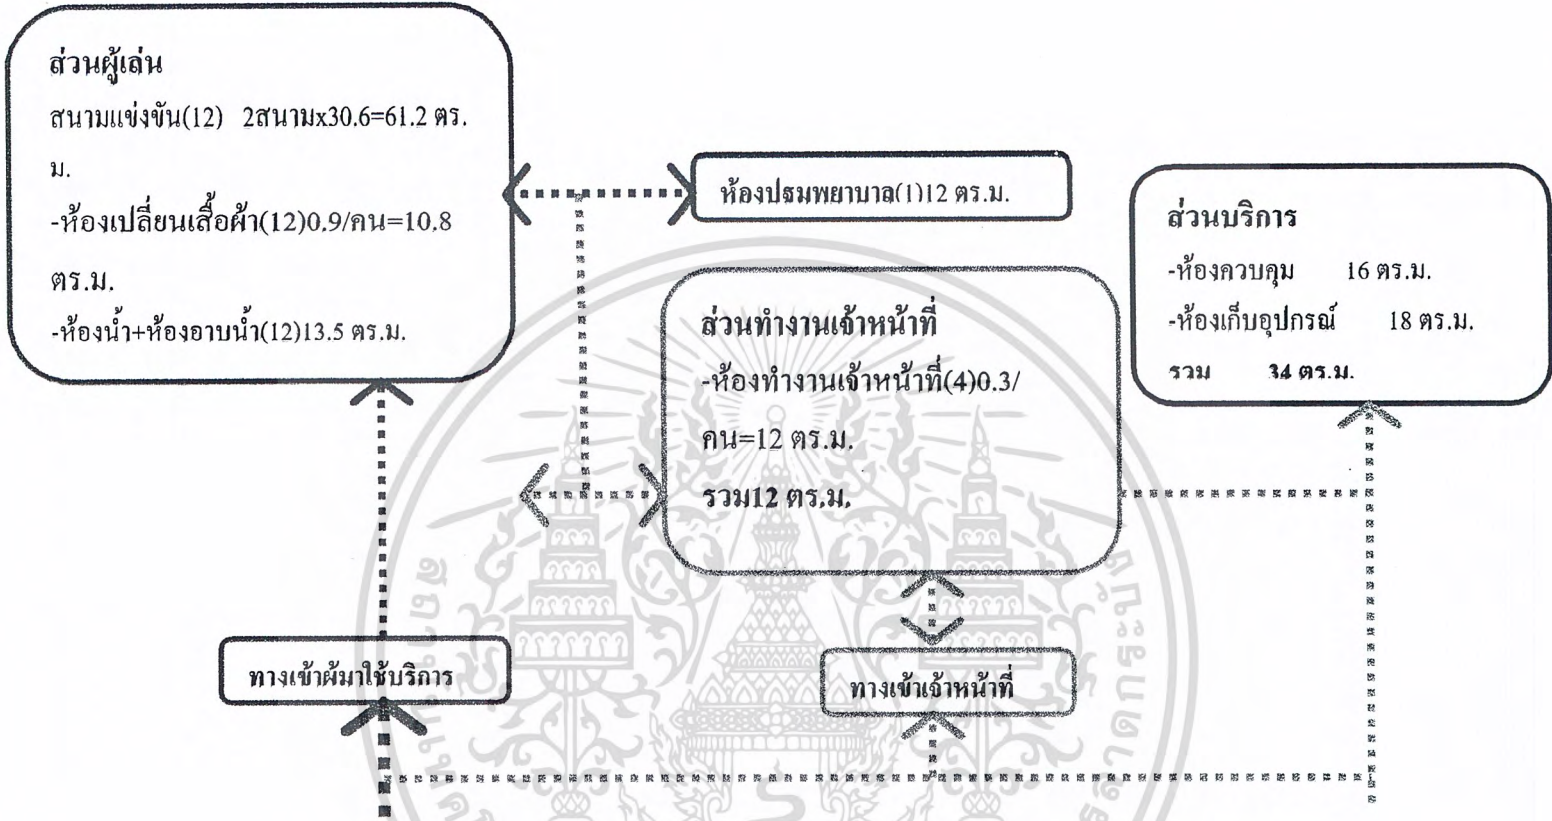 ส่วนผู้เล่น
สนามแข่งขัน(12) 2สนามx30.6=61.2 ตร.
ม.
-ห้องเปลี่ยนเสื้อผ้า(12)0.9/คน=10.8
ตร.ม.
-ห้องน้ำ+ห้องอาบน้ำ(12)13.5 ตร.ม.
ห้องปฐมพยาบาล(1)12 ตร.ม.
ส่วนทำงานเจ้าหน้าที่
-ห้องทำงานเจ้าหน้าที่(4)0.3/
คน=12 ตร.ม.
รวม12 ตร.ม.
ส่วนบริการ
-ห้องควบคุม 16 ตร.ม.
-ห้องเก็บอุปกรณ์ 18 ตร.ม.
รวม 34 ตร.ม.
ทางเข้าผ้มาใช้บริการ
ทางเข้าเจ้าหน้าที่